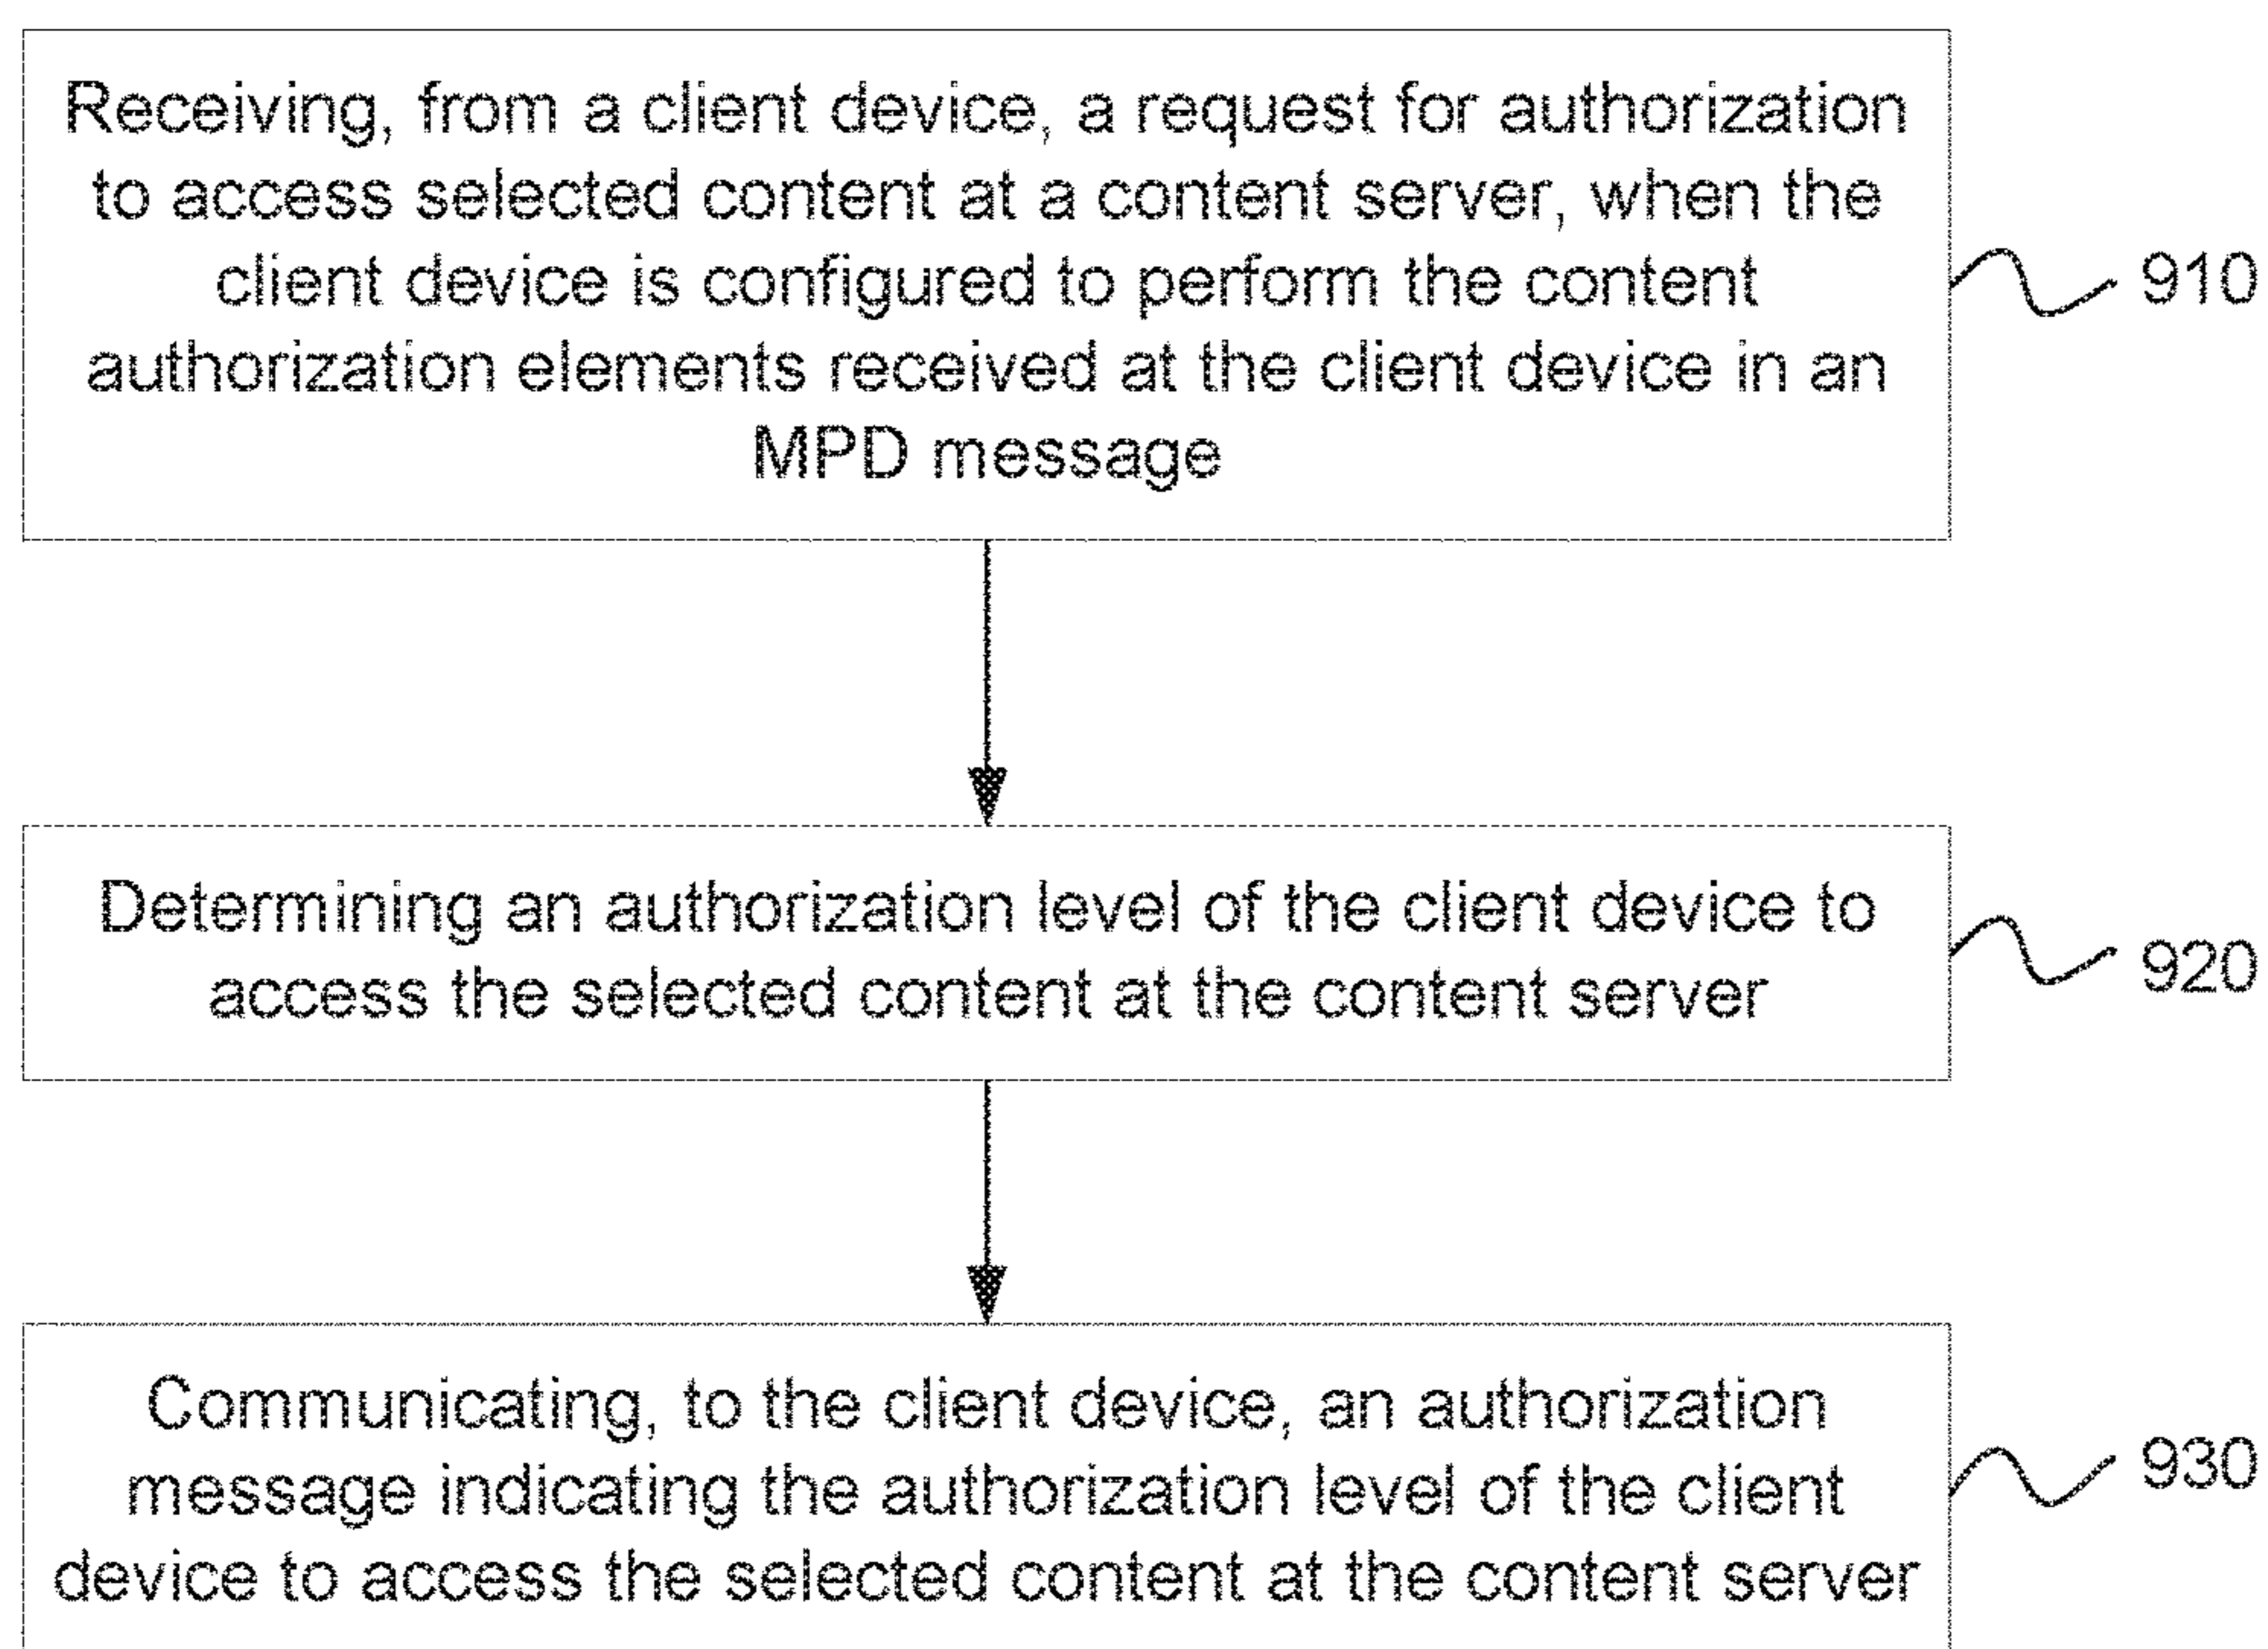 Receiving, from a client device, a request for authorization
to access selected content at a content server, when the
client device is configured to perform the content
authorization elements received at the client device in an
MPD message
910
Determining an authorization level of the client device to
access the selected content at the content server
920
Communicating, to the client device, an authorization
message indicating the authorization level of the client
device to access the selected content at the content server
930